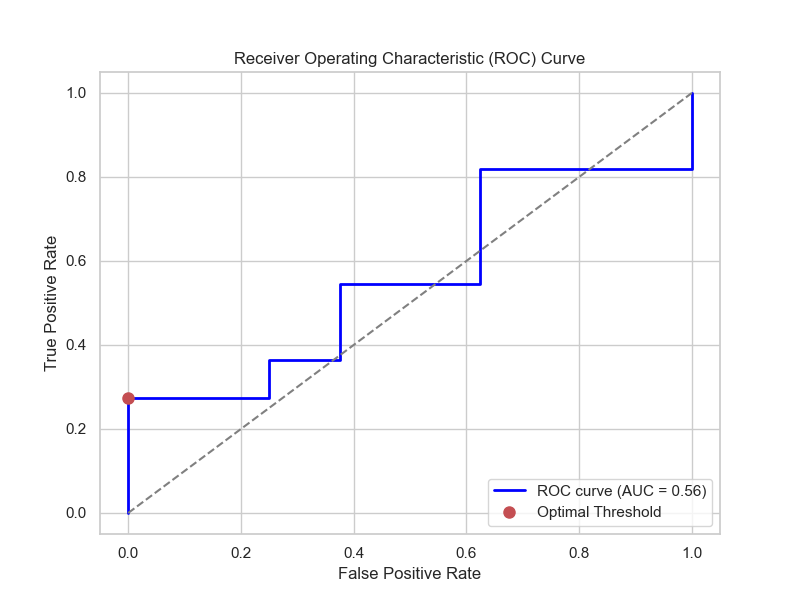 Receiver Operating Characteristic (ROC) Curve
1.0
0.8
0.6
0.4
0.2
0.0
True Positive Rate
0.0 0.2 0.4 0.6 0.8 1.0
False Positive Rate
ROC curve (AUC = 0.56)
Optimal Threshold